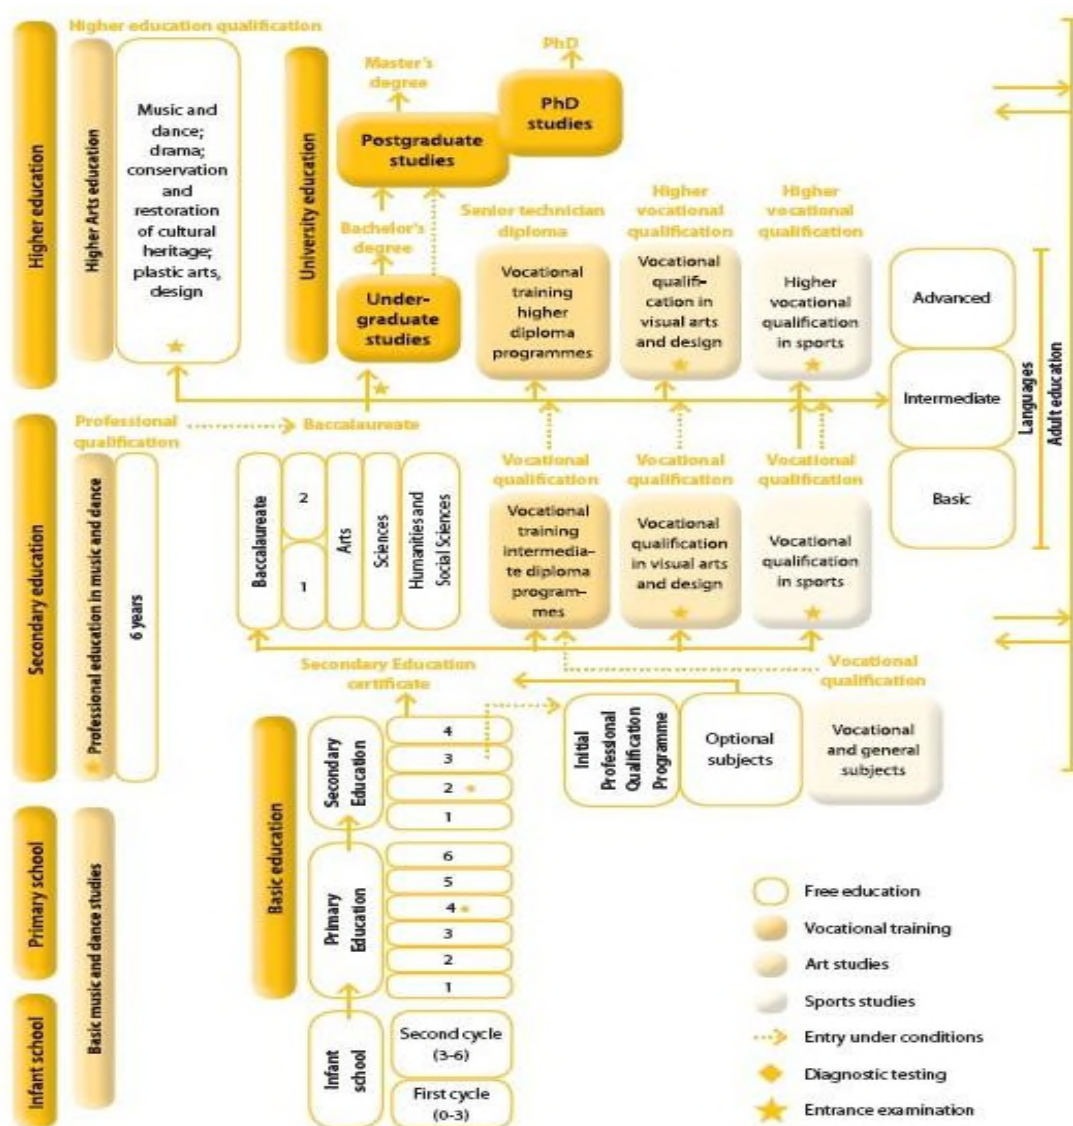 Higher education qualification
Higher education
Higher Arts education
Music and
dance;
drama;
conservation
and
restoration
of cultural
heritage;
plastic arts,
design
University education
PhD
Master's
degree
PhD
studies
Postgraduate
studies
Bachelor's
degree
Under-
graduate
studies
Senior technician
diploma
Vocational
training
higher
diploma
programmes
Higher
vocational
qualification
Vocational
qualifi-
cation in
visual arts
and design
Higher
vocational
qualification
Higher
vocational
qualification
in sports
Advanced
Intermediate
Basic
Languages
Adult education
Secondary education
Professional
qualification
Professional education in music and dance
6 years
Baccalaureate
Baccalaureate
2
1
Arts
Sciences
Humanities and
Social Sciences
Vocational
qualification
Vocational
training
intermedia-
te diploma
program-
mes
Vocational
qualification
Vocational
qualification
in visual arts
and design
Vocational
qualification
Vocational
qualification
in sports
Secondary Education
certificate
Vocational
qualification
Basic education
Secondary
Education
4
3
2
1
Initial
Professional
Qualification
Programme
Optional
subjects
Vocational
and general
subjects
Primary school
Basic music and dance studies
Primary
Education
6
5
4
3
2
1
Infant school
Infant
school
Second cycle
(3-6)
First cycle
(0-3)
Free education
Vocational training
Art studies
Sports studies
Entry under conditions
Diagnostic testing
Entrance examination